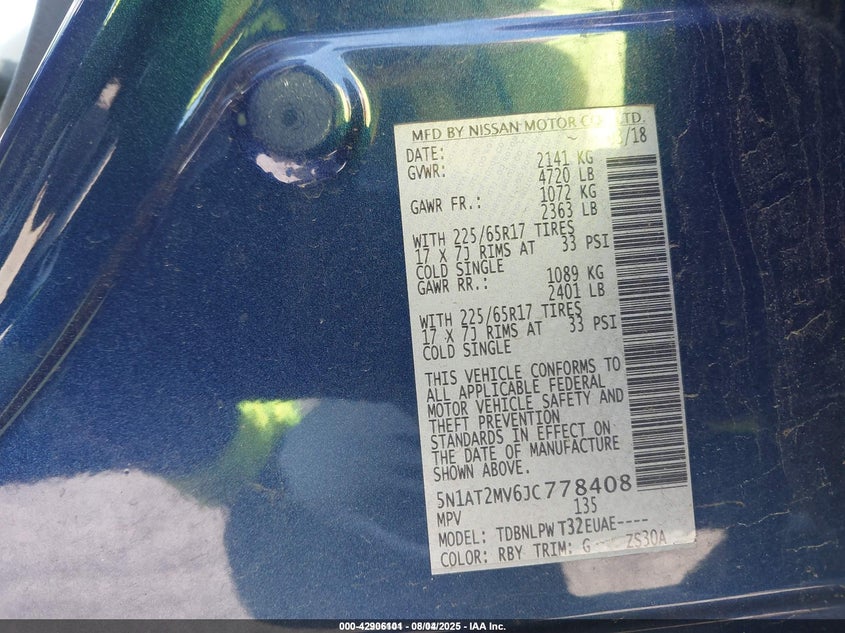 MFD BY NISSAN MOTOR CO., LTD.
DATE: /18
GVWR: 2141 KG
4720 LB
GAWR FR.: 1072 KG
2363 LB
WITH 225/65R17 TIRES
17 X 7J RIMS AT 33 PSI
COLD SINGLE
GAWR RR.: 1089 KG
2401 LB
WITH 225/65R17 TIRES
17 X 7J RIMS AT 33 PSI
COLD SINGLE
THIS VEHICLE CONFORMS TO
ALL APPLICABLE FEDERAL
MOTOR VEHICLE SAFETY AND
THEFT PREVENTION
STANDARDS IN EFFECT ON
THE DATE OF MANUFACTURE
SHOWN ABOVE.
5N1AT2MV6JC778408
MPV 135
MODEL: TDBNLPW T32EUAE----
COLOR: RBY TRIM: G ZS30A
000-42906101 - 08/04/2025 - IAA Inc.